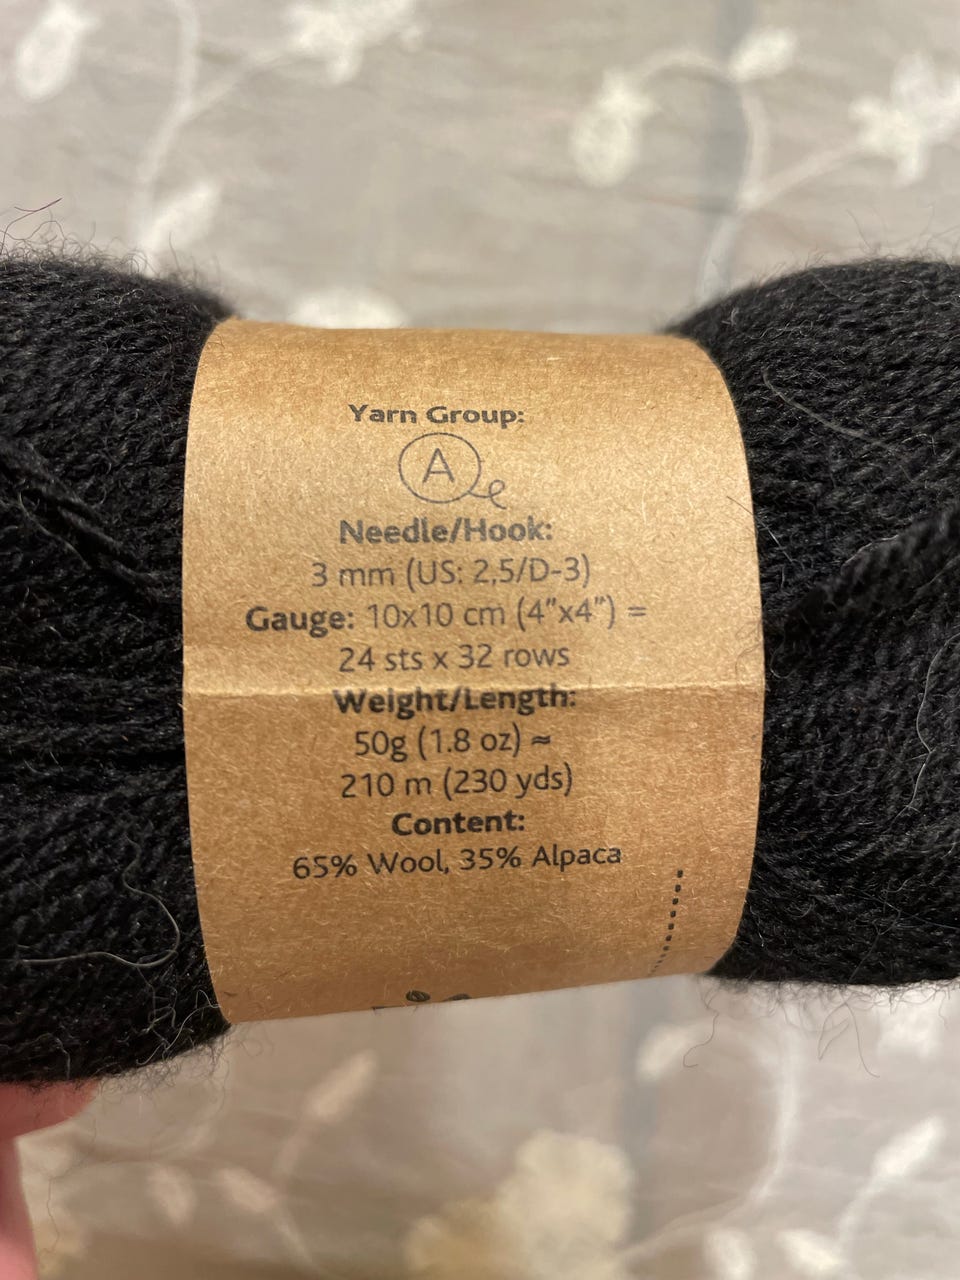 Yarn Group:
A
Needle/Hook:
3 mm (US: 2,5/D-3)
Gauge: 10x10 cm (4”x4”) =
24 sts x 32 rows
Weight/Length:
50g (1.8 oz) ≈
210 m (230 yds)
Content:
65% Wool, 35% Alpaca